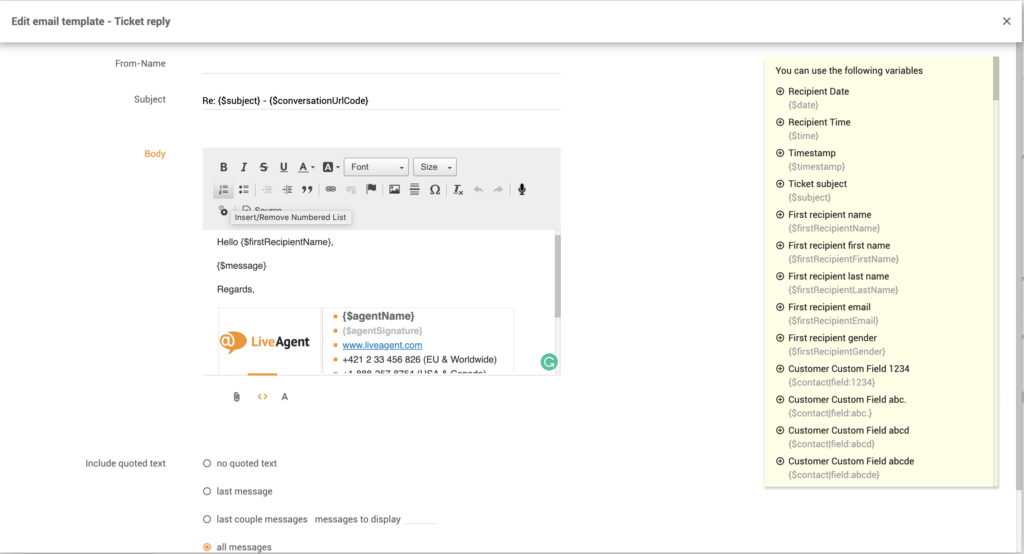 Edit email template - Ticket reply
From-Name
Subject
Re: {$subject} - {$conversationUrlCode}
Body
B I S U A A Font Size
Source
Insert/Remove Numbered List
Hello {$firstRecipientName},
{$message}
Regards,
LiveAgent
{$agentName}
{$agentSignature}
www.liveagent.com
+421 2 33 456 826 (EU & Worldwide)
+1 888 257 8754 (USA & Canada)
A
Include quoted text
no quoted text
last message
last couple messages messages to display
all messages
You can use the following variables
Recipient Date
{$date}
Recipient Time
{$time}
Timestamp
{$timestamp}
Ticket subject
{$subject}
First recipient name
{$firstRecipientName}
First recipient first name
{$firstRecipientFirstName}
First recipient last name
{$firstRecipientLastName}
First recipient email
{$firstRecipientEmail}
First recipient gender
{$firstRecipientGender}
Customer Custom Field 1234
{$contact|field:1234}
Customer Custom Field abc.
{$contact|field:abc.}
Customer Custom Field abcd
{$contact|field:abcd}
Customer Custom Field abcde
{$contact|field:abcde}